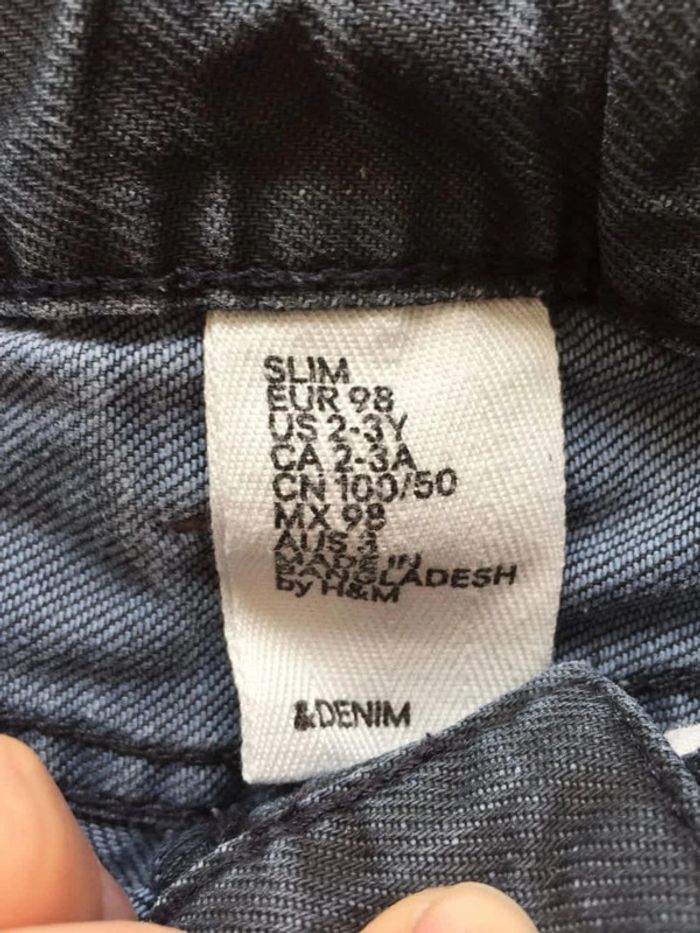 SLIM
EUR 98
US 2-3Y
CA 2-3A
CN 100/50
MX 98
AUS 3
MADE IN
BANGLADESH
by H&M
&DENIM